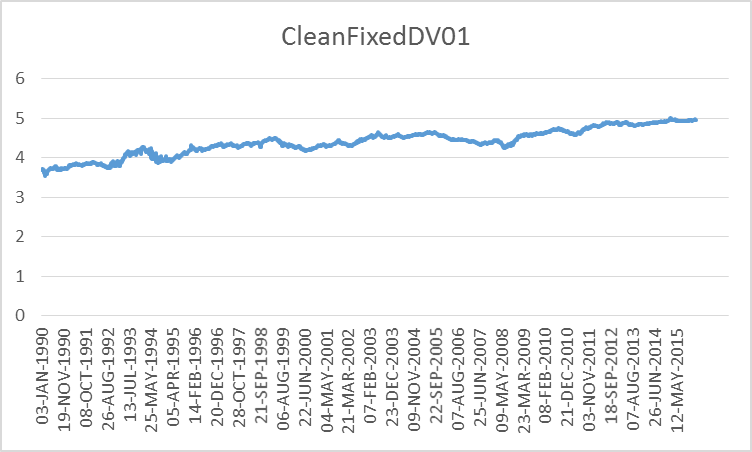 CleanFixedDV01
6
5
4
3
2
1
0
03-JAN-1990
19-NOV-1990
08-OCT-1991
26-AUG-1992
13-JUL-1993
25-MAY-1994
05-APR-1995
14-FEB-1996
20-DEC-1996
28-OCT-1997
21-SEP-1998
06-AUG-1999
22-JUN-2000
04-MAY-2001
21-MAR-2002
07-FEB-2003
23-DEC-2003
09-NOV-2004
22-SEP-2005
07-AUG-2006
25-JUN-2007
09-MAY-2008
23-MAR-2009
08-FEB-2010
21-DEC-2010
03-NOV-2011
18-SEP-2012
07-AUG-2013
26-JUN-2014
12-MAY-2015